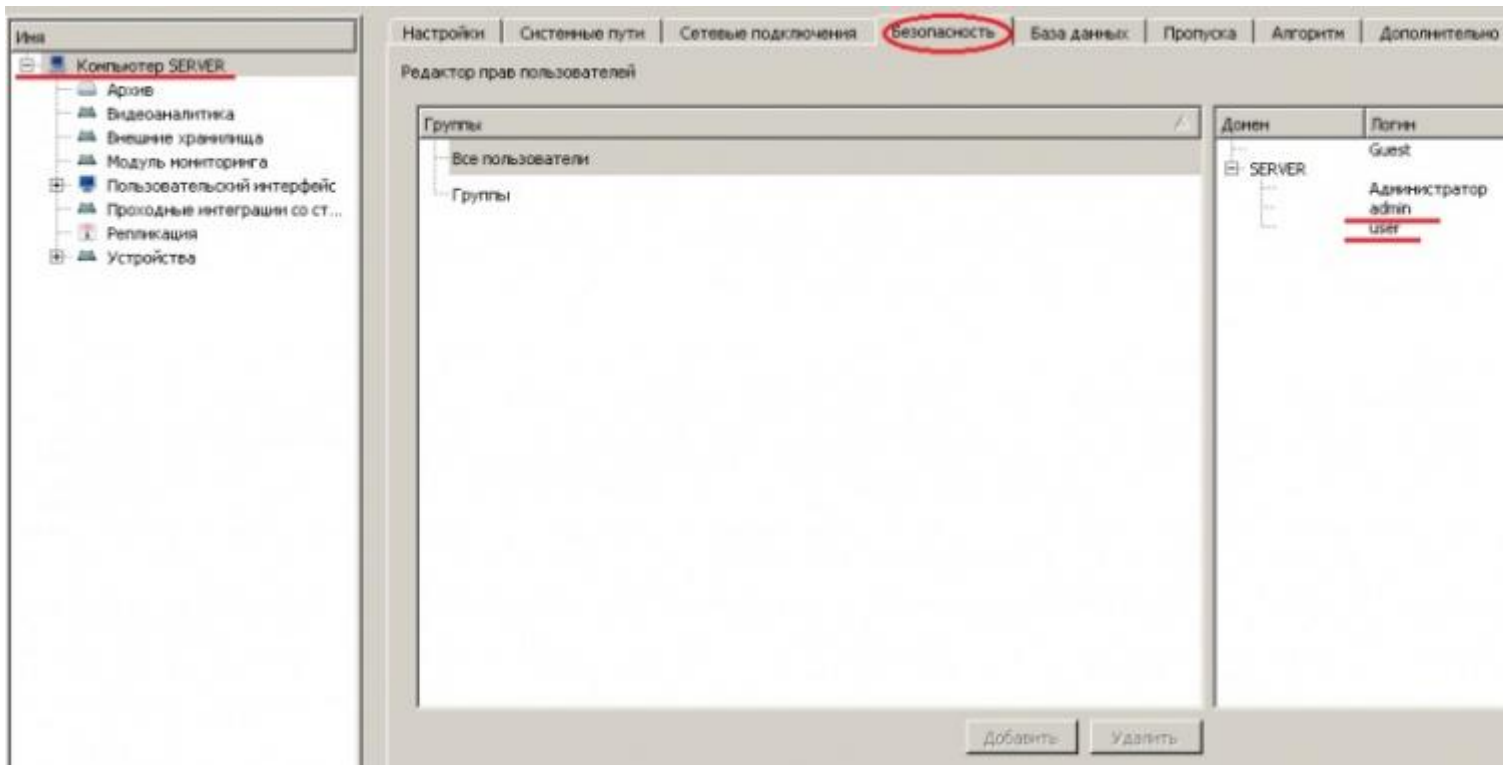 Имя
Компьютер SERVER
Архив
Видеоаналитика
Внешние хранилища
Модуль мониторинга
Пользовательский интерфейс
Проходные интеграции со ст...
Репликация
Устройства
Настройки
Системные пути
Сетевые подключения
Безопасность
База данных
Пропуска
Алгоритм
Дополнительно
Редактор прав пользователей
Группы
Все пользователи
Группы
Домен
Логин
Guest
SERVER
Администратор
admin
user
Добавить
Удалить